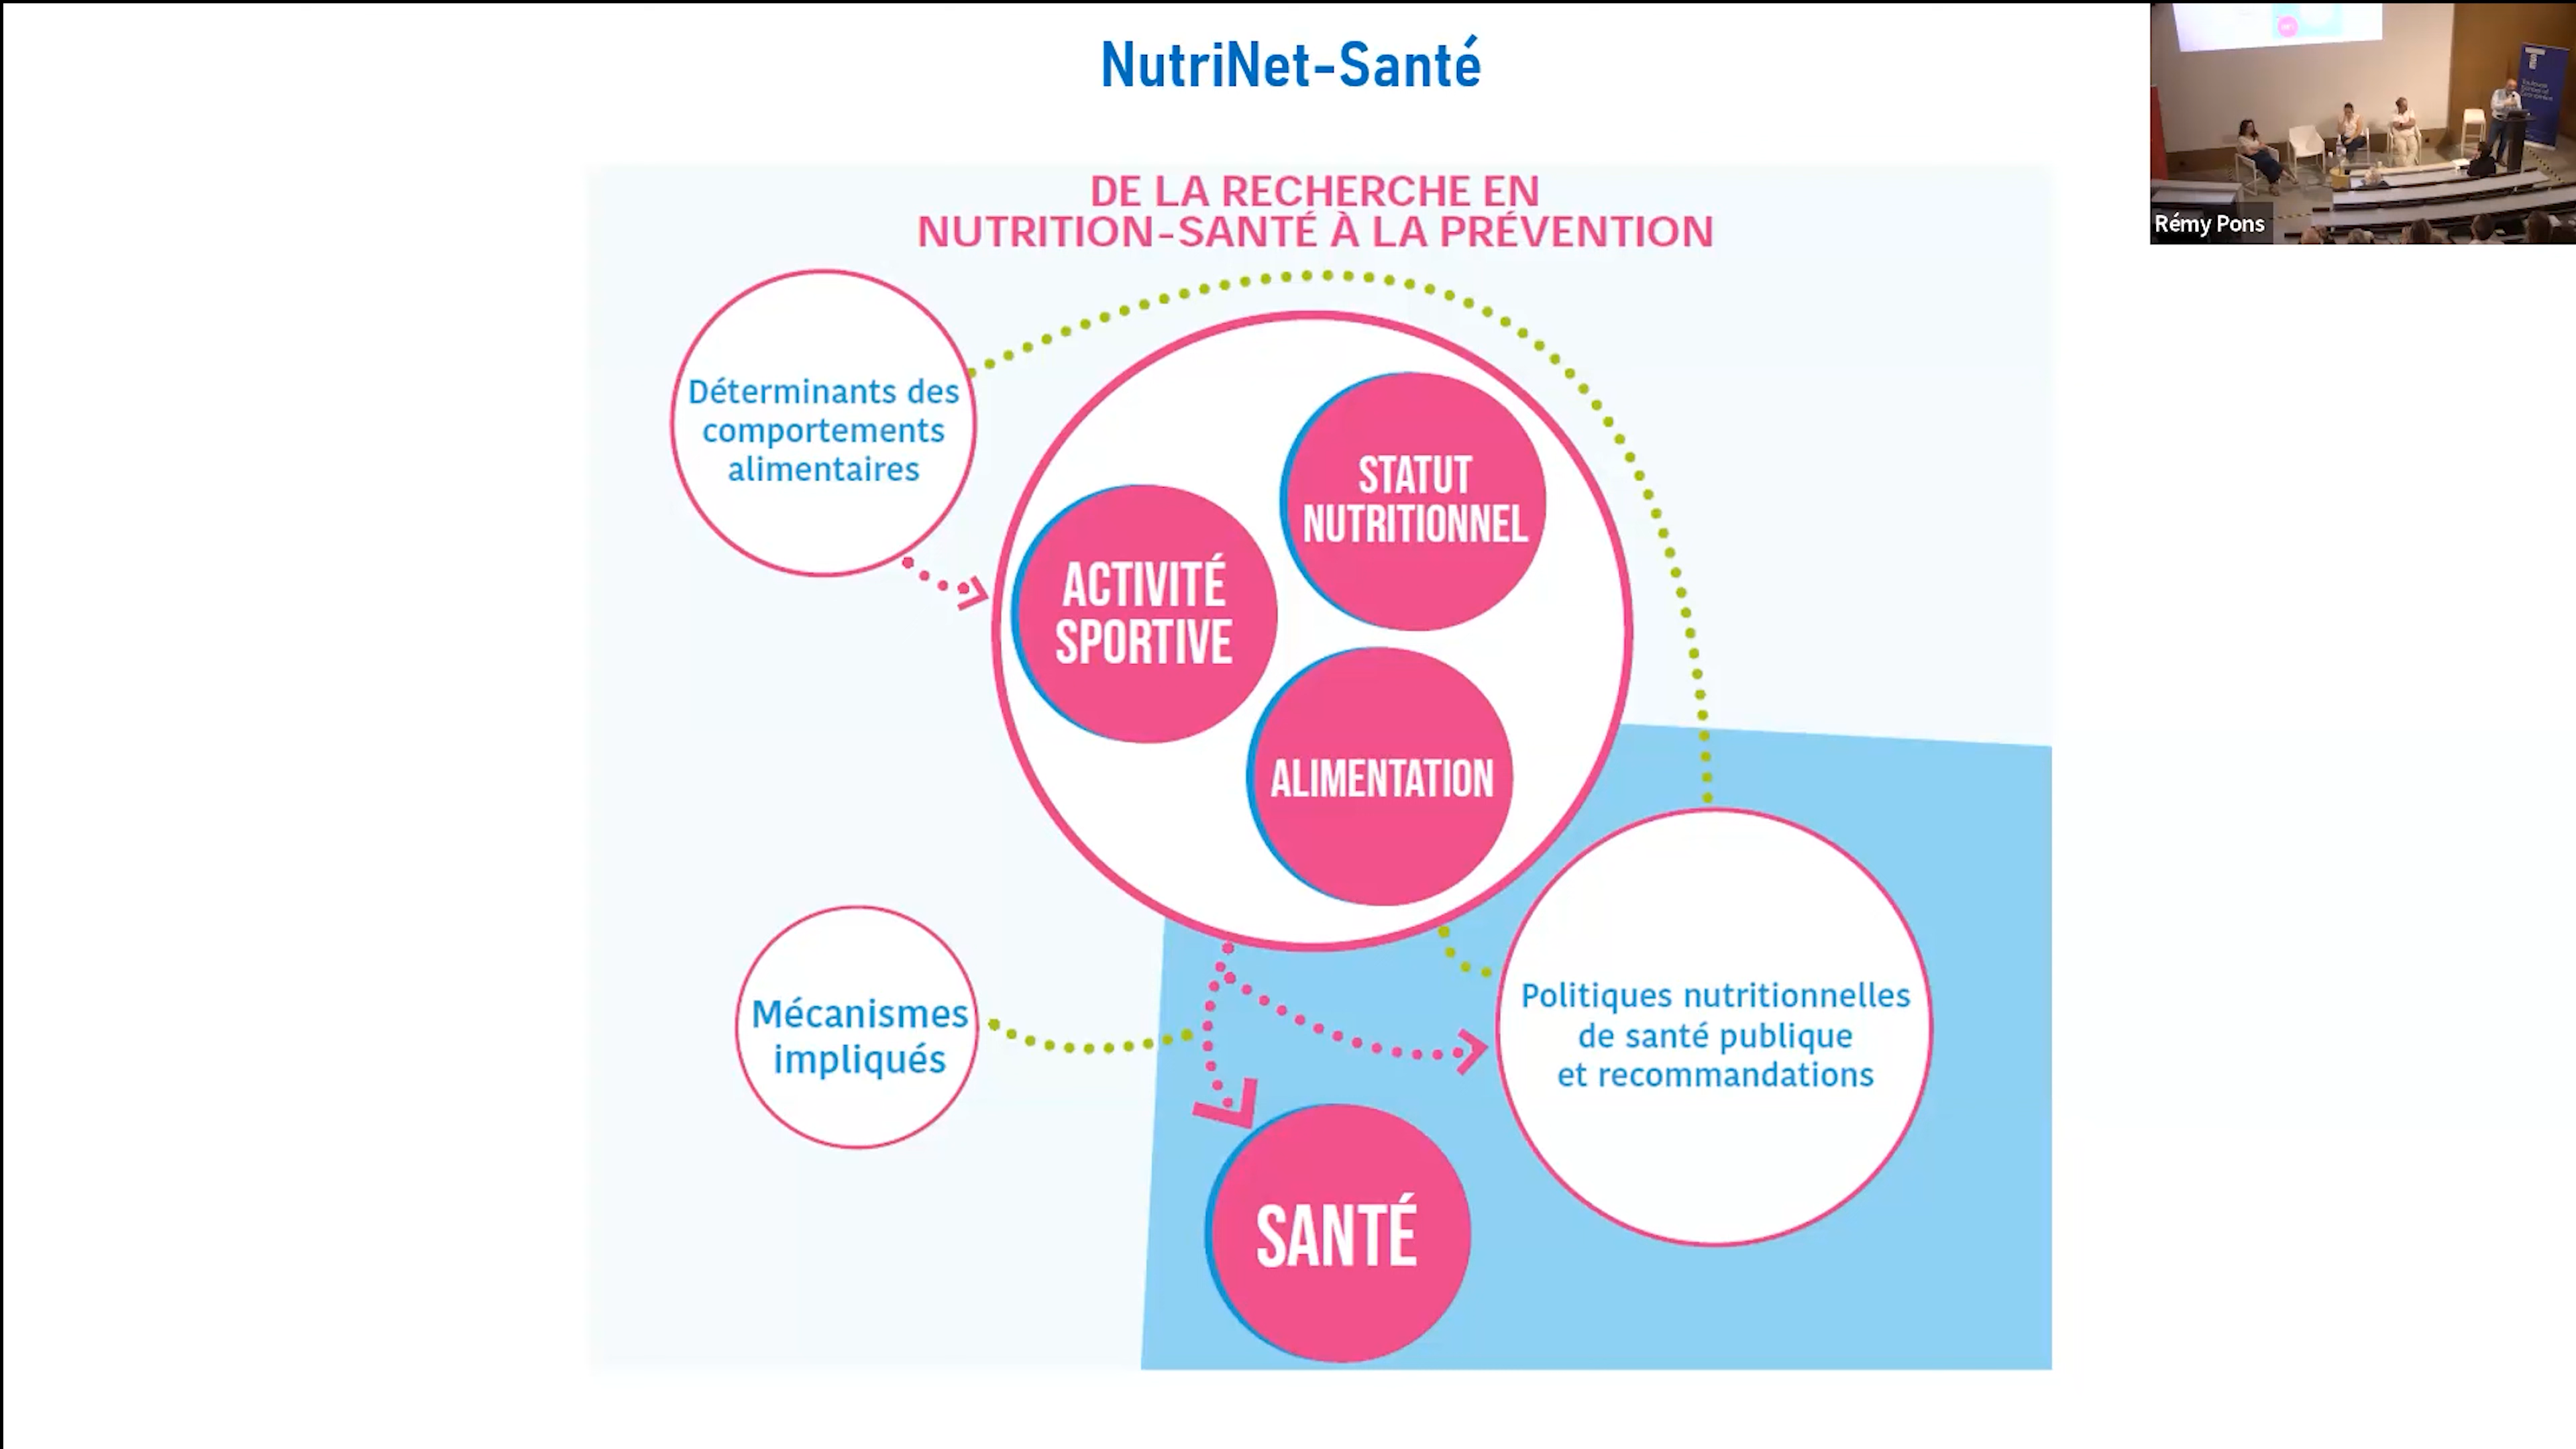 NutriNet-Santé
DE LA RECHERCHE EN
NUTRITION-SANTÉ À LA PRÉVENTION
Déterminants des
comportements
alimentaires
STATUT
NUTRITIONNEL
ACTIVITÉ
SPORTIVE
ALIMENTATION
Mécanismes
impliqués
Politiques nutritionnelles
de santé publique
et recommandations
SANTÉ
Rémy Pons